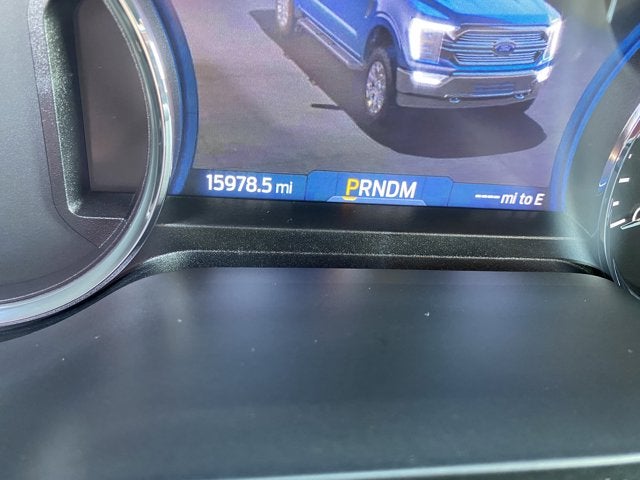 15978.5 mi PRNDM ---- mi to E